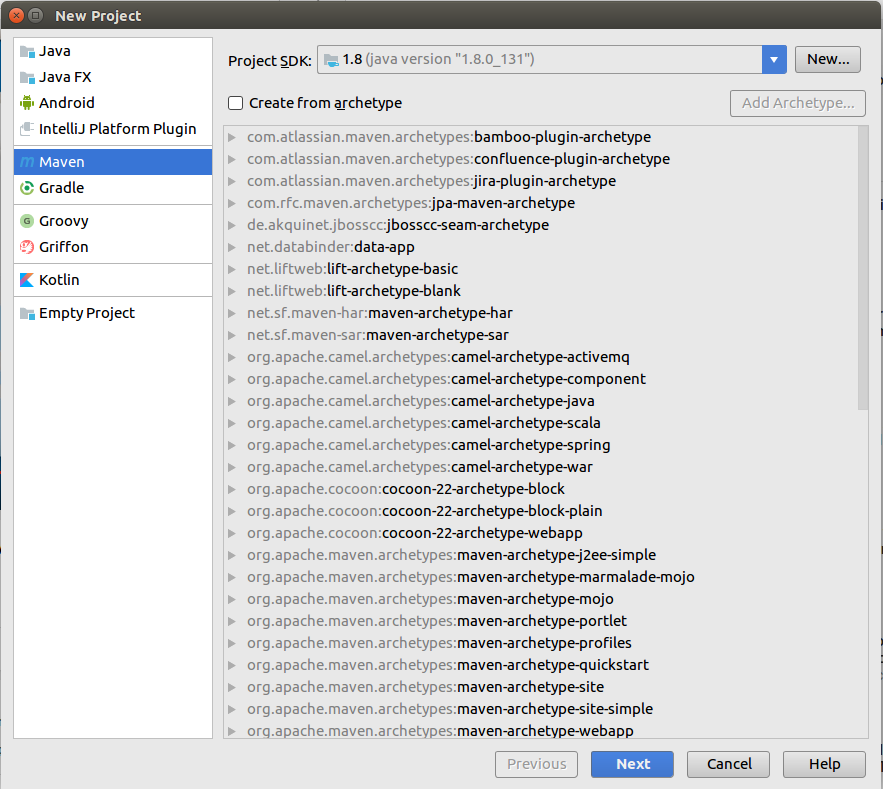 New Project
Java
Java FX
Android
IntelliJ Platform Plugin
Maven
Gradle
Groovy
Griffon
Kotlin
Empty Project
Project SDK: 1.8 (java version "1.8.0_131") New...
Create from archetype Add Archetype...
com.atlassian.maven.archetypes:bamboo-plugin-archetype
com.atlassian.maven.archetypes:confluence-plugin-archetype
com.atlassian.maven.archetypes:jira-plugin-archetype
com.rfc.maven.archetypes:jpa-maven-archetype
de.akquinet.jbosscc:jbosscc-seam-archetype
net.databinder:data-app
net.liftweb:lift-archetype-basic
net.liftweb:lift-archetype-blank
net.sf.maven-har:maven-archetype-har
net.sf.maven-sar:maven-archetype-sar
org.apache.camel.archetypes:camel-archetype-activemq
org.apache.camel.archetypes:camel-archetype-component
org.apache.camel.archetypes:camel-archetype-java
org.apache.camel.archetypes:camel-archetype-scala
org.apache.camel.archetypes:camel-archetype-spring
org.apache.camel.archetypes:camel-archetype-war
org.apache.cocoon:cocoon-22-archetype-block
org.apache.cocoon:cocoon-22-archetype-block-plain
org.apache.cocoon:cocoon-22-archetype-webapp
org.apache.maven.archetypes:maven-archetype-j2ee-simple
org.apache.maven.archetypes:maven-archetype-marmalade-mojo
org.apache.maven.archetypes:maven-archetype-mojo
org.apache.maven.archetypes:maven-archetype-portlet
org.apache.maven.archetypes:maven-archetype-profiles
org.apache.maven.archetypes:maven-archetype-quickstart
org.apache.maven.archetypes:maven-archetype-site
org.apache.maven.archetypes:maven-archetype-site-simple
org.apache.maven.archetypes:maven-archetype-webapp
Previous Next Cancel Help